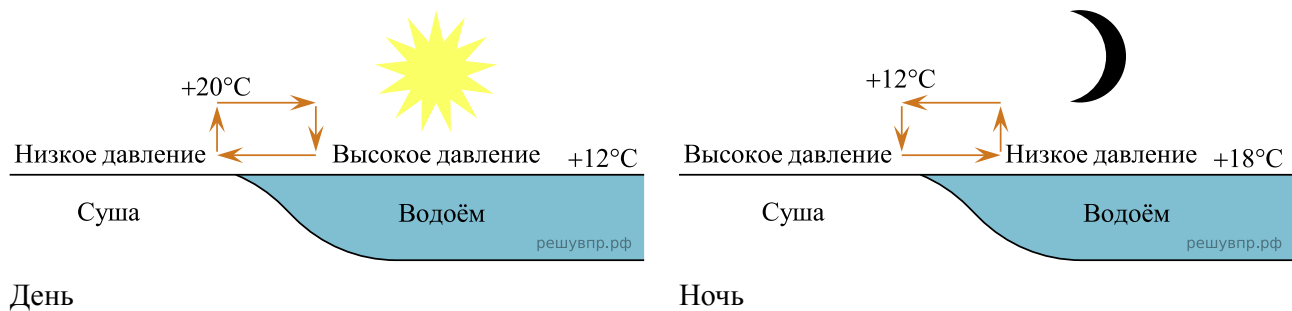 +20°C
Низкое давление Высокое давление +12°C
Суша Водоём
решувпр.рф
День
+12°C
Высокое давление Низкое давление +18°C
Суша Водоём
решувпр.рф
Ночь